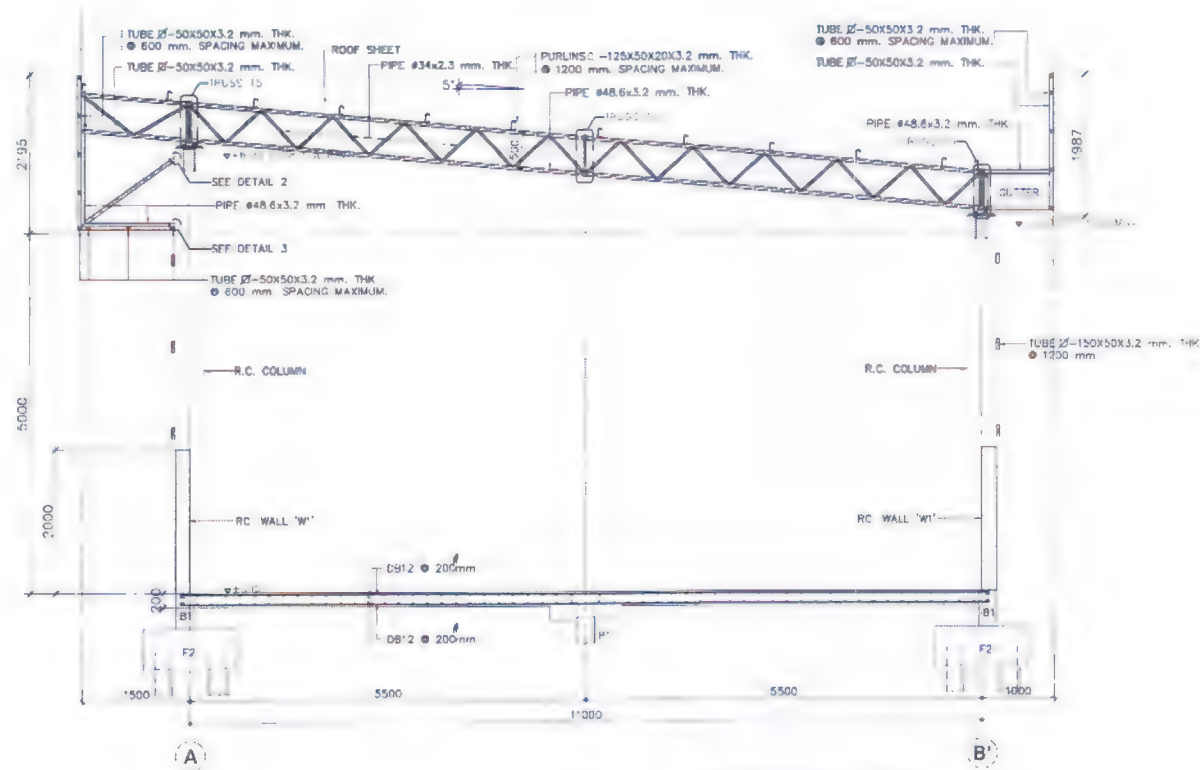 TUBE Ø-50X50X3.2 mm. THK.
@ 600 mm. SPACING MAXIMUM.
TUBE Ø-50X50X3.2 mm. THK.
ROOF SHEET
PIPE ø34x2.3 mm. THK.
5°
PURLINSC -125X50X20X3.2 mm. THK.
@ 1200 mm. SPACING MAXIMUM.
PIPE ø48.6x3.2 mm. THK.
TUBE Ø-50X50X3.2 mm. THK.
@ 600 mm. SPACING MAXIMUM.
TUBE Ø-50X50X3.2 mm. THK.
PIPE ø48.6x3.2 mm. THK
TRUSS T5
2195
1987
GUTTER
SEE DETAIL 2
PIPE ø48.6x3.2 mm. THK.
SEE DETAIL 3
TUBE Ø-50X50X3.2 mm. THK
@ 600 mm. SPACING MAXIMUM.
TUBE Ø-150X50X3.2 mm. THK
@ 1200 mm
R.C. COLUMN
R.C. COLUMN
5000
2000
RC WALL 'W1'
RC WALL 'W1'
DB12 @ 200mm
200
B1
B1
DB12 @ 200mm
F2
F2
1500
5500
5500
1000
11000
A
B'